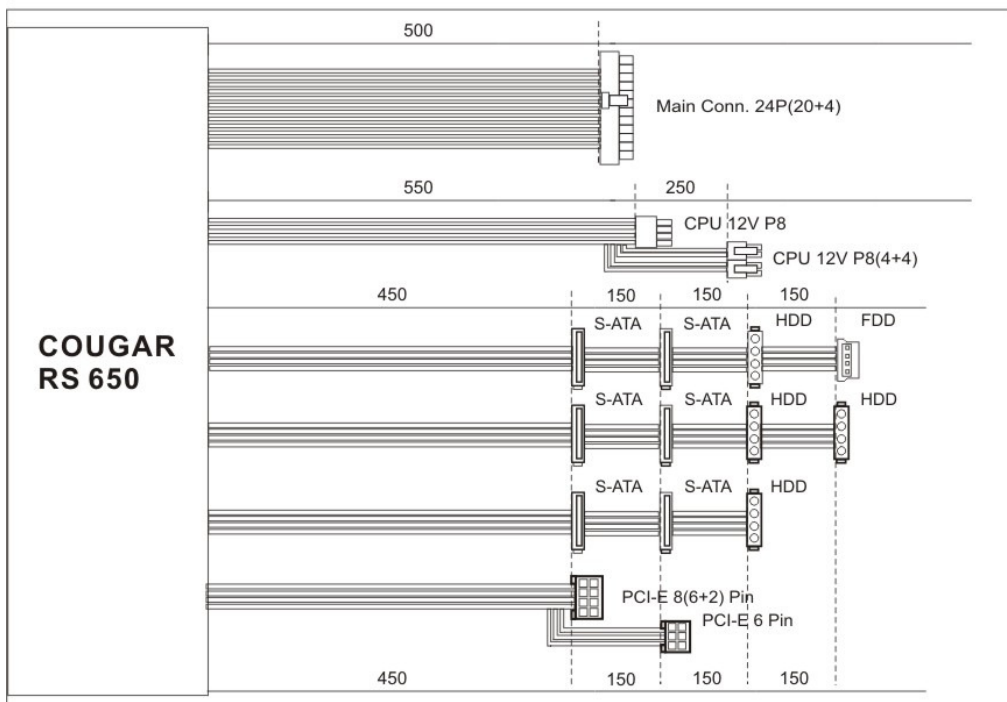 500
Main Conn. 24P(20+4)
550 250
CPU 12V P8
CPU 12V P8(4+4)
450 150 150 150
S-ATA S-ATA HDD FDD
COUGAR
RS 650
S-ATA S-ATA HDD HDD
S-ATA S-ATA HDD
PCI-E 8(6+2) Pin
PCI-E 6 Pin
450 150 150 150